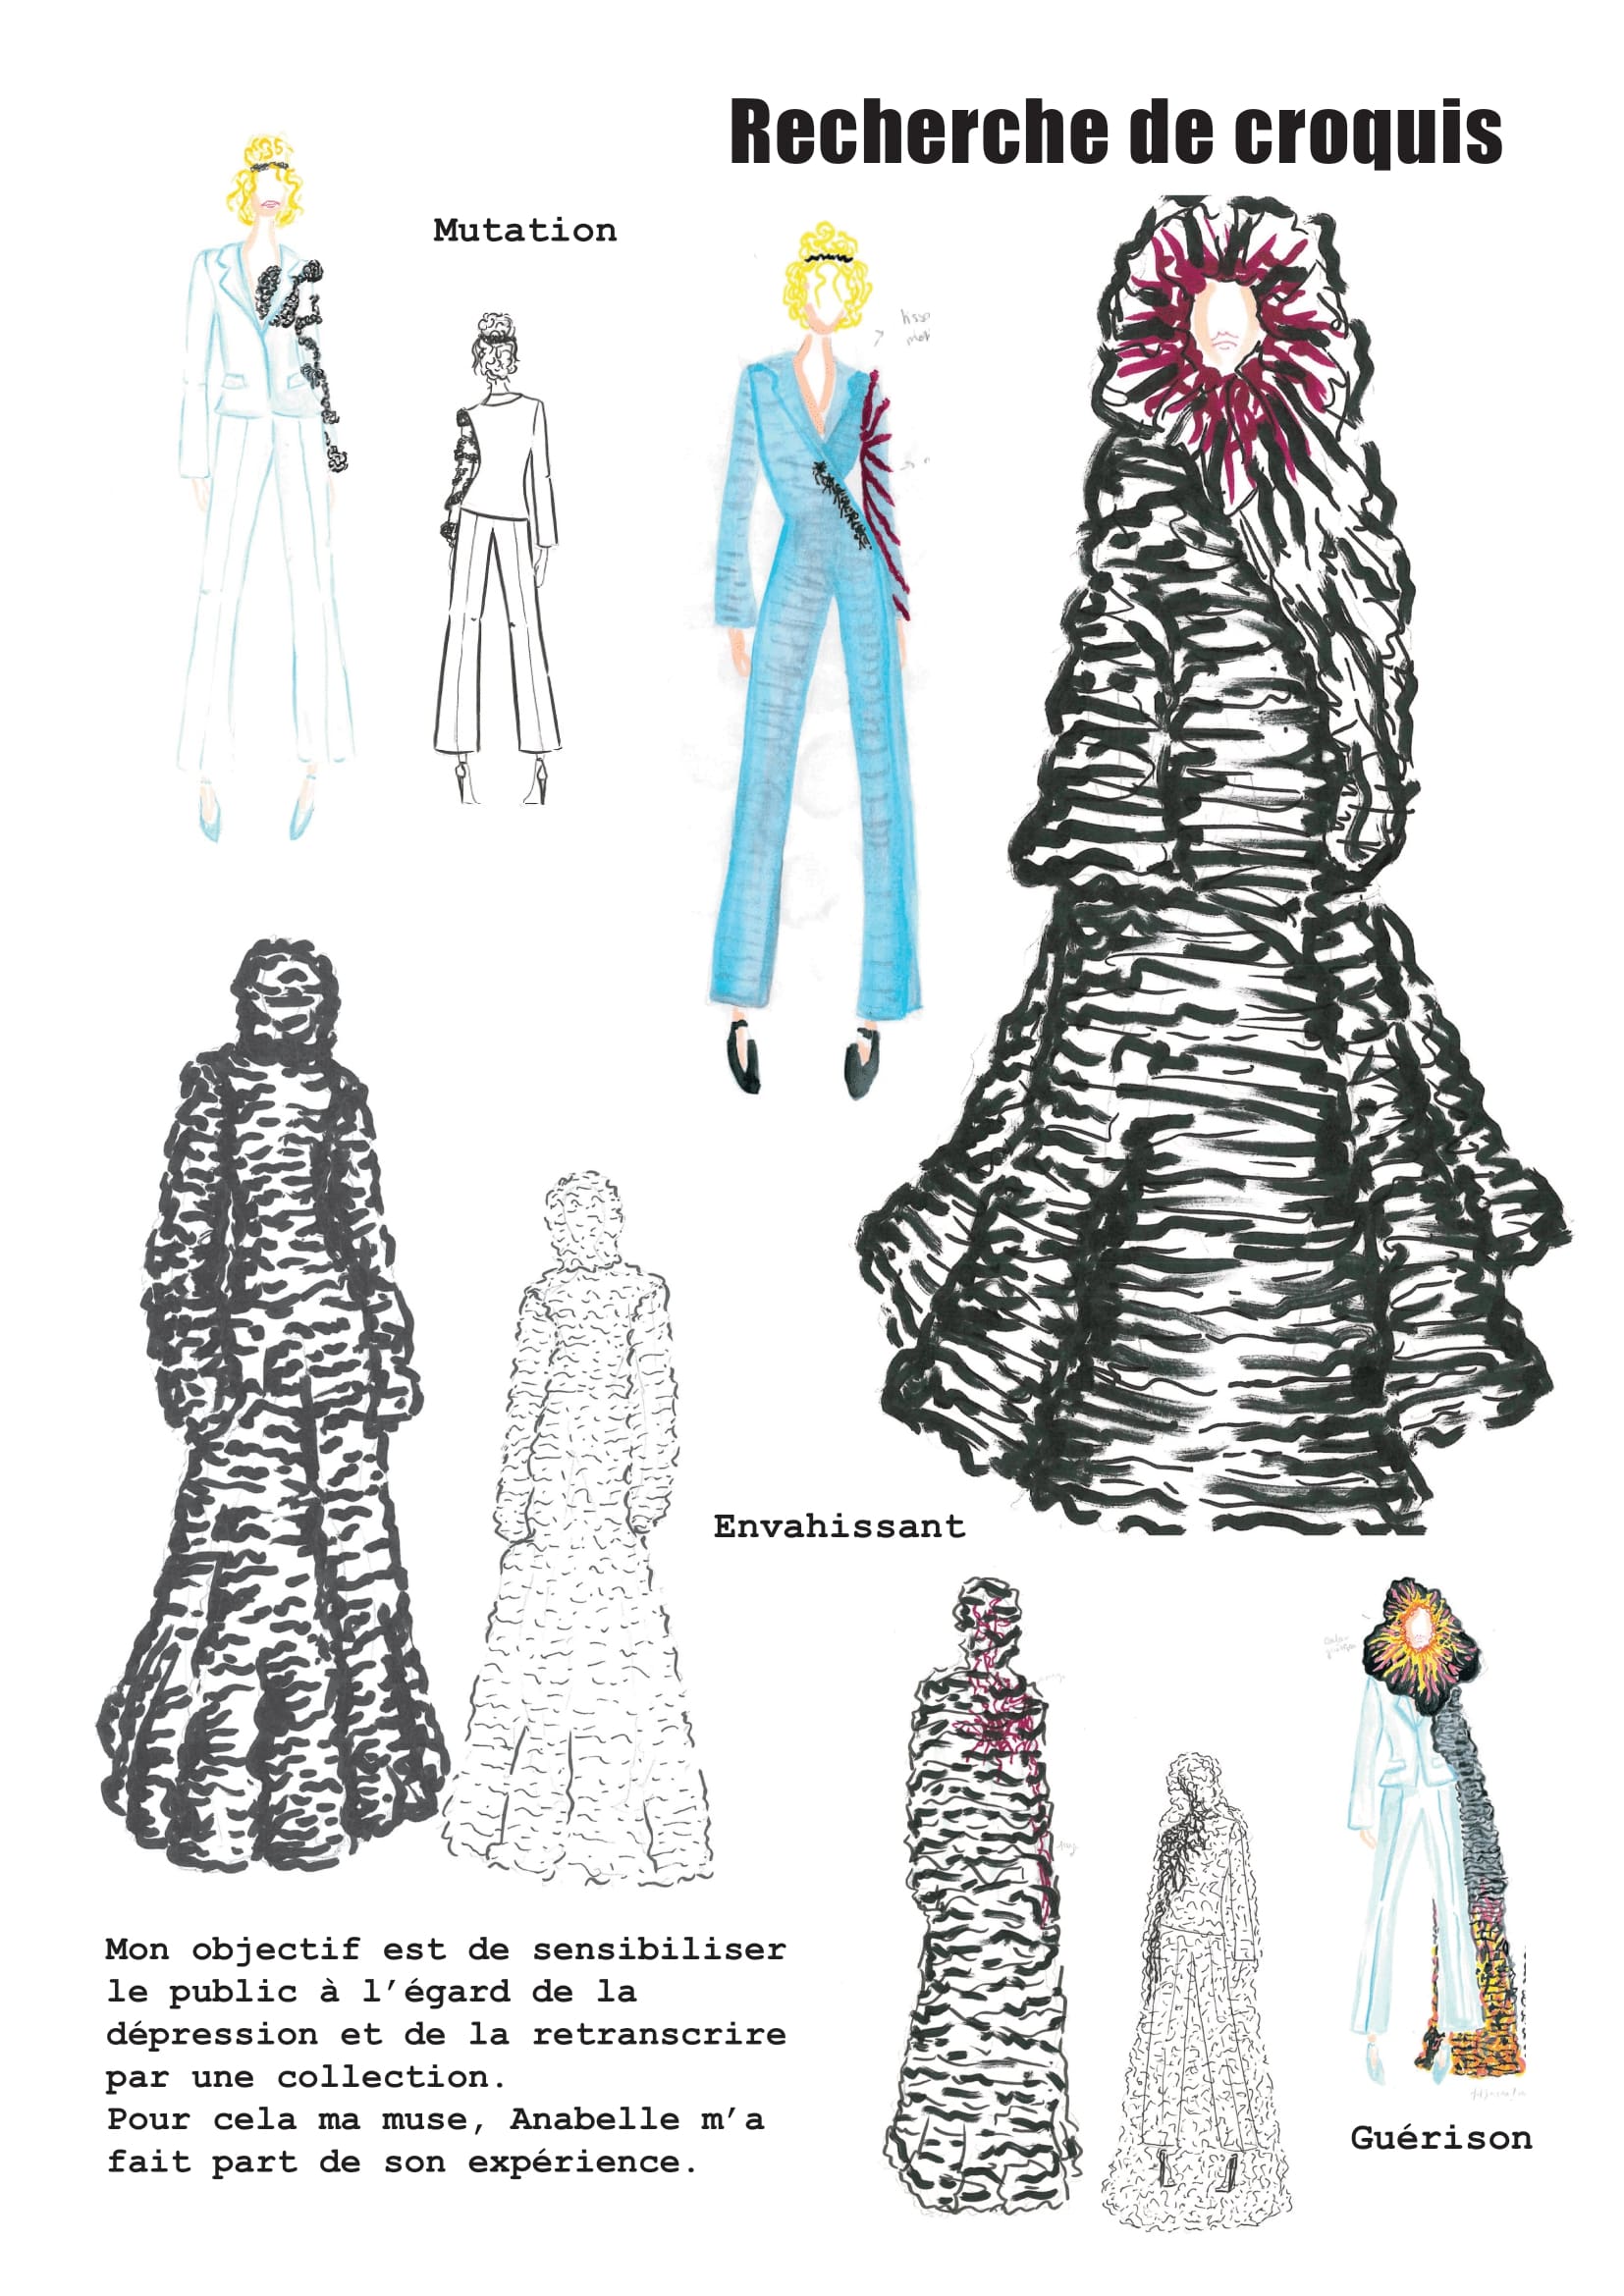 Recherche de croquis
Mutation
Envahissant
Mon objectif est de sensibiliser
le public à l’égard de la
dépression et de la retranscrire
par une collection.
Pour cela ma muse, Anabelle m’a
fait part de son expérience.
Guérison